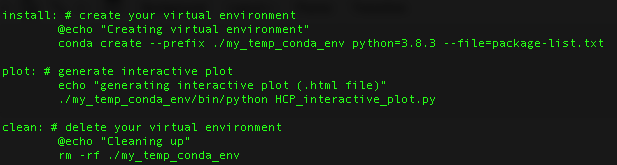 install: # create your virtual environment
@echo "Creating virtual environment"
conda create --prefix ./my_temp_conda_env python=3.8.3 --file=package-list.txt
plot: # generate interactive plot
echo "generating interactive plot (.html file)"
./my_temp_conda_env/bin/python HCP_interactive_plot.py
clean: # delete your virtual environment
@echo "Cleaning up"
rm -rf ./my_temp_conda_env